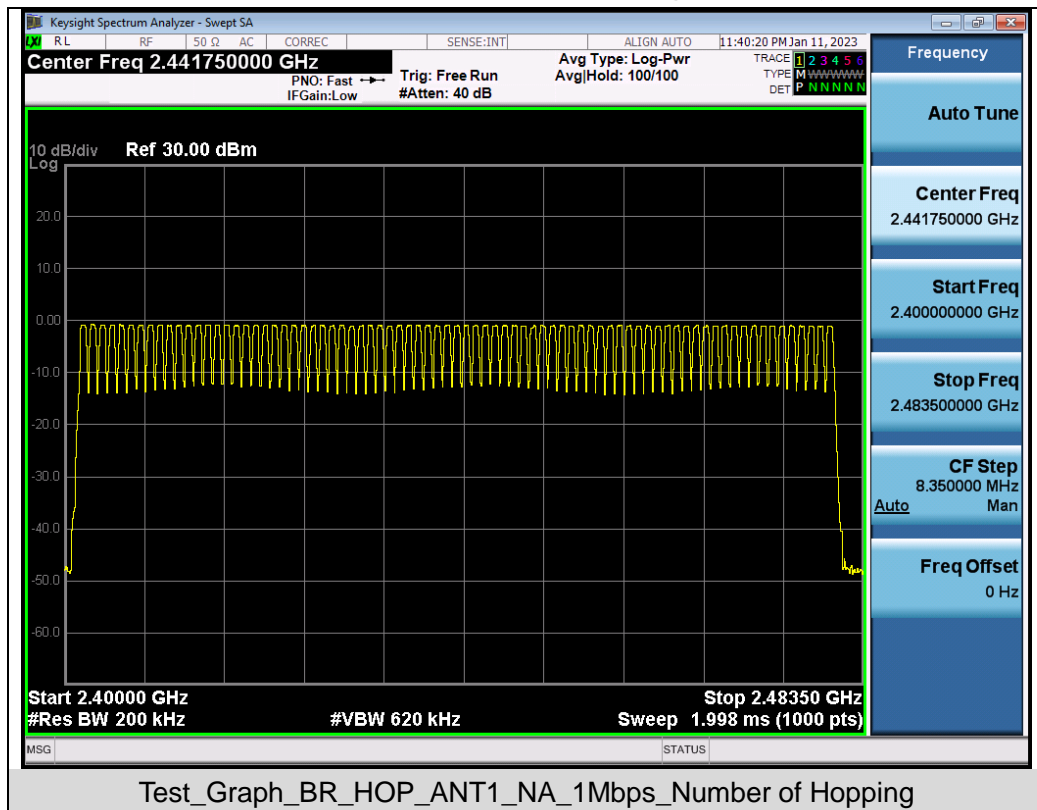 Keysight Spectrum Analyzer - Swept SA
LXI RL RF 50 Ω AC CORREC SENSE:INT ALIGN AUTO 11:40:20 PM Jan 11, 2023
Center Freq 2.441750000 GHz
PNO: Fast
IFGain:Low
Trig: Free Run
#Atten: 40 dB
Avg Type: Log-Pwr
Avg|Hold: 100/100
TRACE 1 2 3 4 5 6
TYPE M W W W W W
DET P N N N N N
10 dB/div Ref 30.00 dBm
Log
20.0
10.0
0.00
-10.0
-20.0
-30.0
-40.0
-50.0
-60.0
Start 2.40000 GHz Stop 2.48350 GHz
#Res BW 200 kHz #VBW 620 kHz Sweep 1.998 ms (1000 pts)
MSG STATUS
Frequency
Auto Tune
Center Freq
2.441750000 GHz
Start Freq
2.400000000 GHz
Stop Freq
2.483500000 GHz
CF Step
8.350000 MHz
Auto Man
Freq Offset
0 Hz
Test_Graph_BR_HOP_ANT1_NA_1Mbps_Number of Hopping